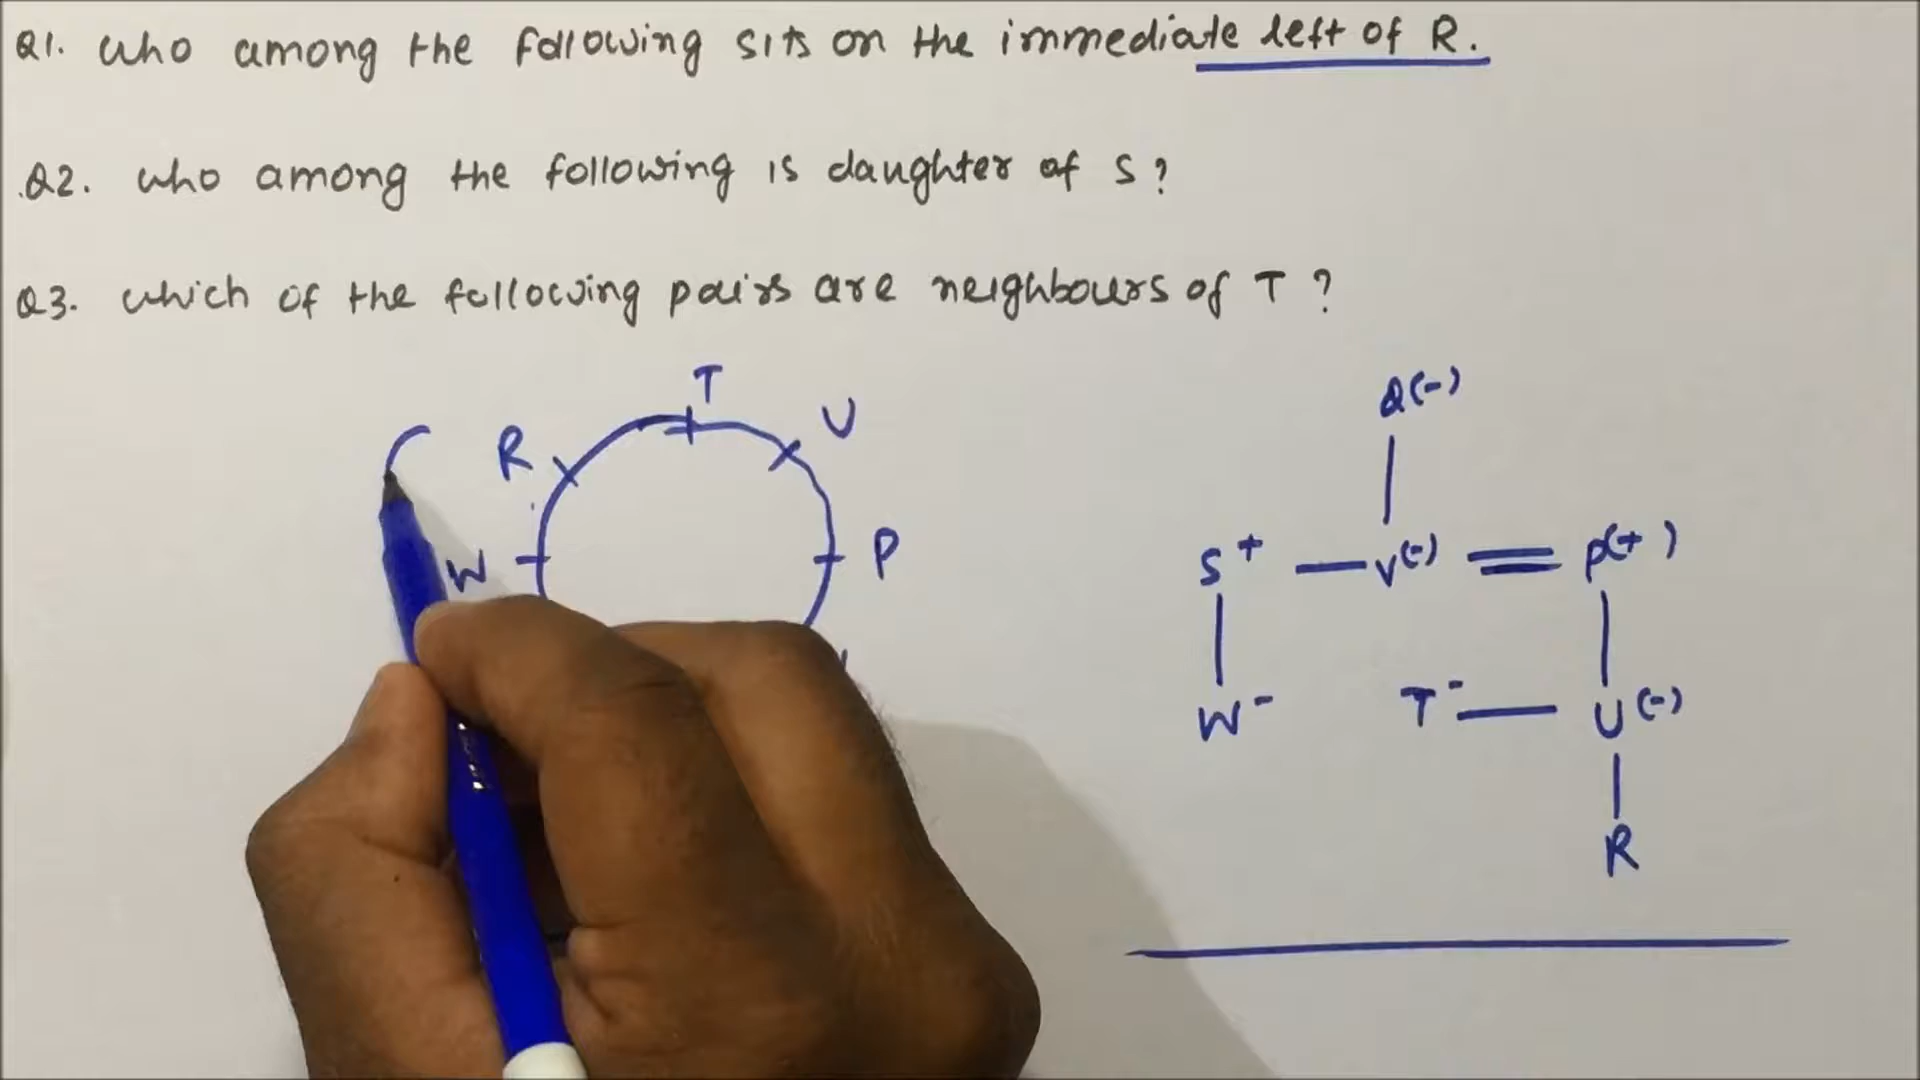 Q1. Who among the following sits on the immediate left of R.
Q2. who among the following is daughter of S?
Q3. which of the following pairs are neighbours of T?
T
U
R
P
W
Q(-)
S+ — V(-) = P(+)
W- T- — U(-)
R